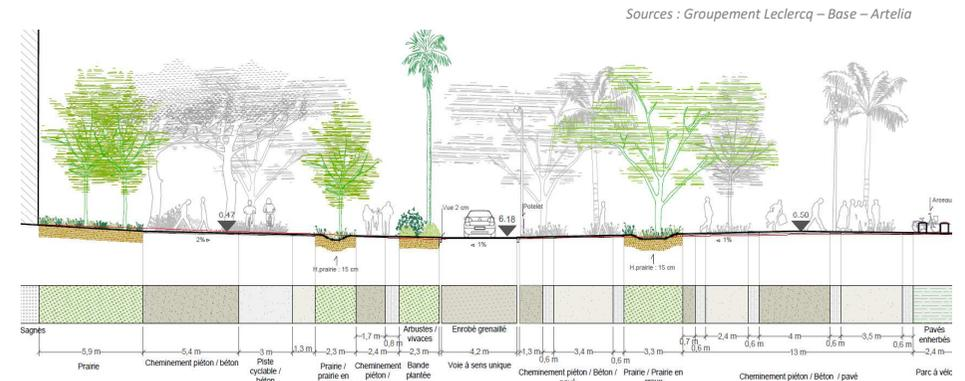 Sources : Groupement Leclercq – Base – Artelia
Vue 2 cm
Potelet
6.47
6.18
6.50
2%
1%
1%
H.prairie : 15 cm
H.prairie : 15 cm
Sagnes
Arbustes / vivaces
Enrobé grenaillé
Pavés enherbés
1,7 m
0,8 m
0,7 m
0,6 m
2,4 m
0,6 m
4 m
0,6 m
3,5 m
0,6 m
5,9 m
5,4 m
3 m
1,3 m
2,3 m
2,4 m
2,3 m
4,2 m
1,3 m
0,6 m
3,4 m
0,6 m
3,3 m
13 m
2,4 m
Prairie
Cheminement piéton / béton
Piste cyclable / béton
Prairie / prairie en
Cheminement piéton /
Bande plantée
Voie à sens unique
Cheminement piéton / Béton /
Prairie / Prairie en
Cheminement piéton / Béton / pavé
Parc à vélo